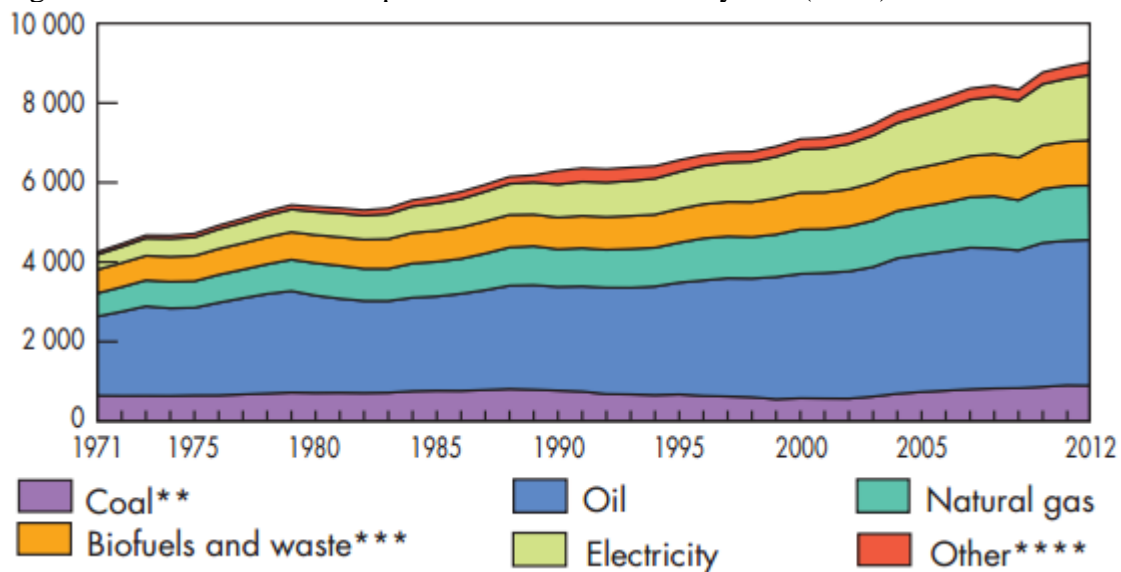 10 000
8 000
6 000
4 000
2 000
0
1971 1975 1980 1985 1990 1995 2000 2005 2012
Coal** Oil Natural gas
Biofuels and waste*** Electricity Other****